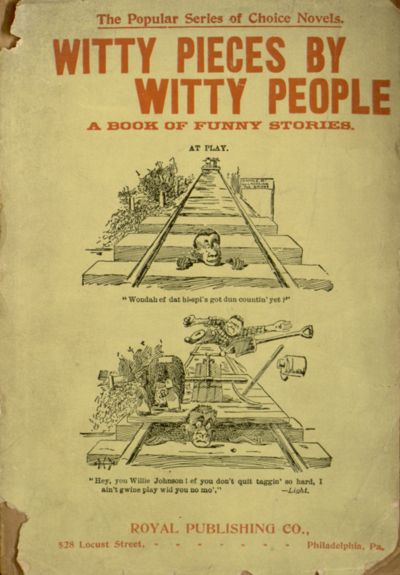 The Popular Series of Choice Novels.
WITTY PIECES BY
WITTY PEOPLE
A BOOK OF FUNNY STORIES.
AT PLAY.
"Wondah ef dat hi-spi's got dun countin' yet?"
"Hey, you Willie Johnson! ef you don't quit taggin' so hard, I
ain't gwine play wid you no mo'." —Light.
ROYAL PUBLISHING CO.,
528 Locust Street, - - - - - - - Philadelphia, Pa.